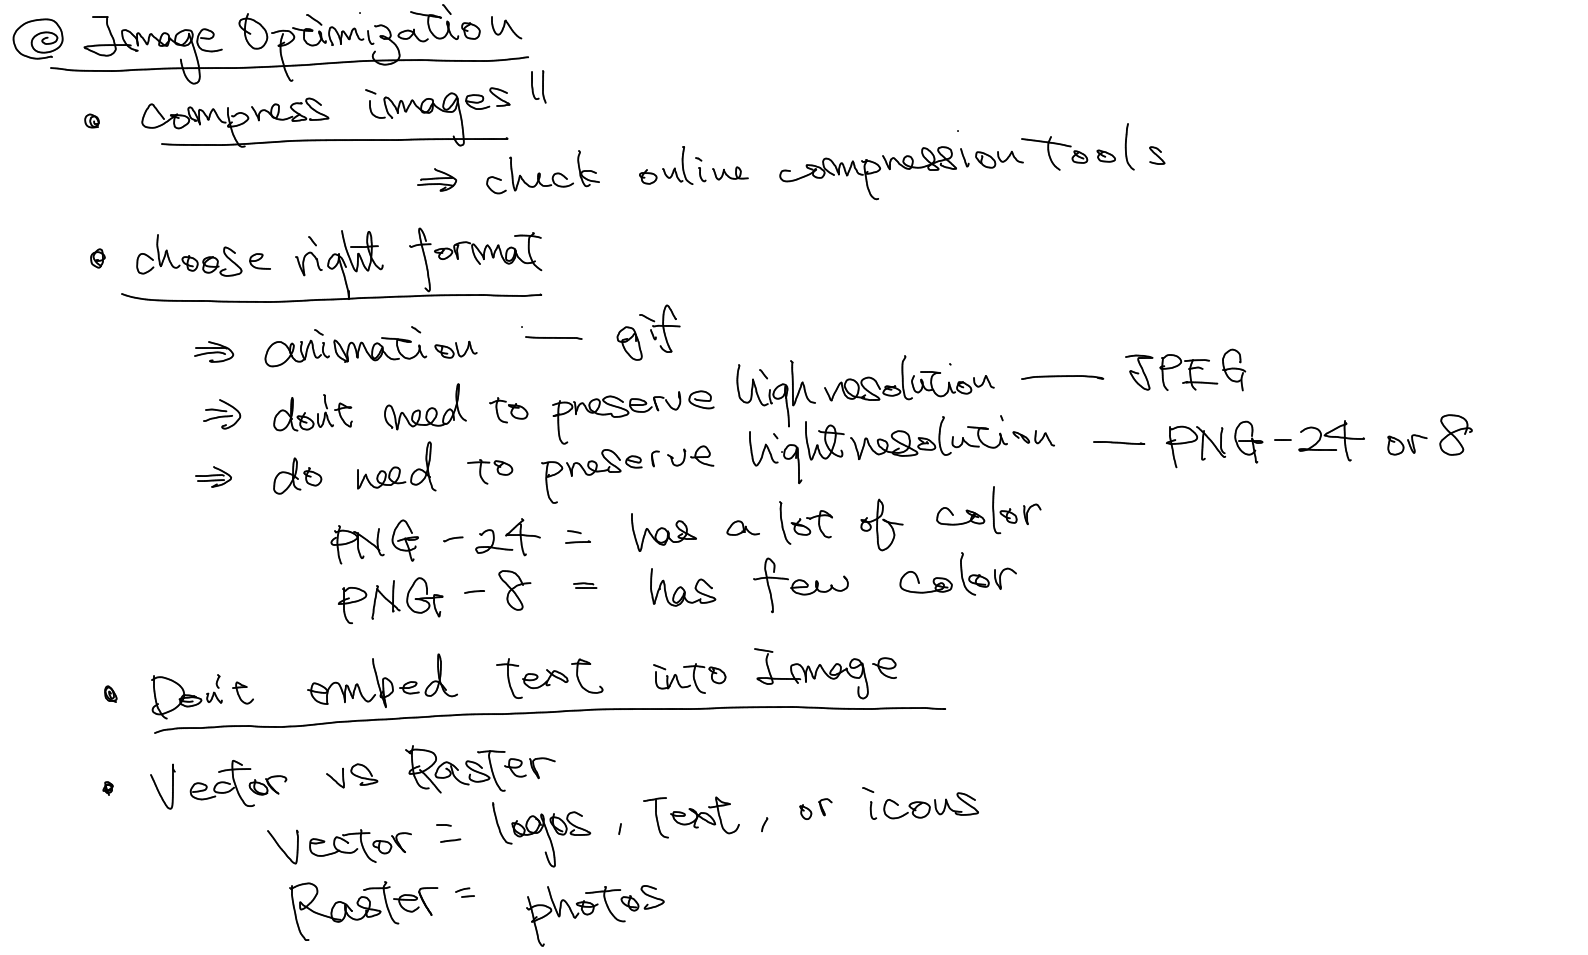 @ Image Optimization
• compress images"
⇒ check online compression Tools
• choose right format
⇒ animation — gif
⇒ don't need to preserve high resolution — JPEG
⇒ do need to preserve hight resolution — PNG-24 or 8
PNG-24 = has a lot of color
PNG-8 = has few color
• Don't embed text into Image
• Vector vs Raster
Vector = logos, Text, or icons
Raster = photos